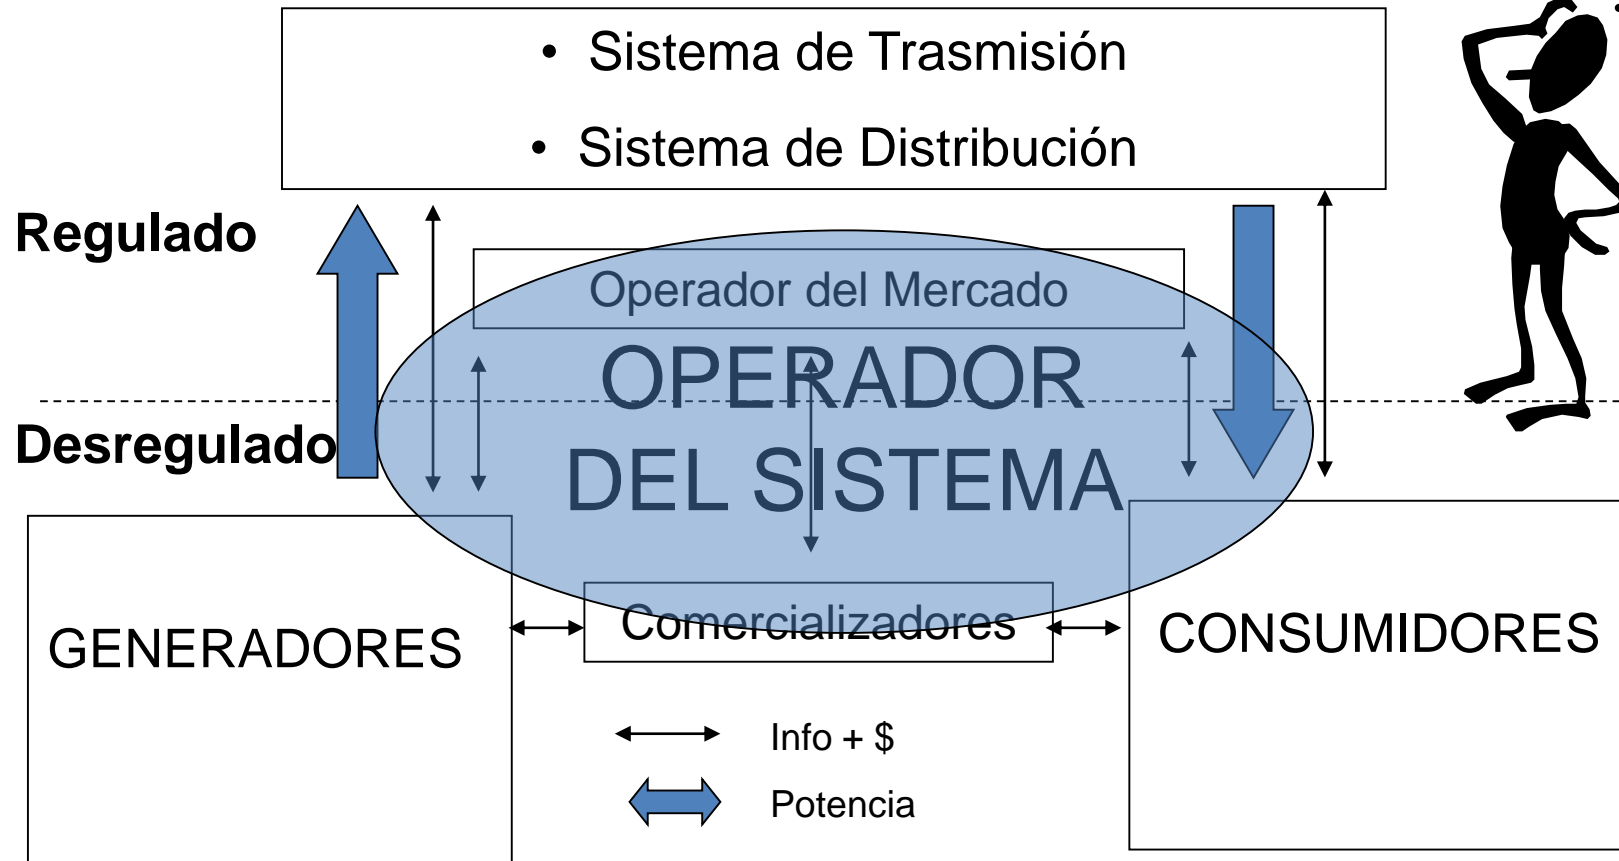 • Sistema de Trasmisión
• Sistema de Distribución
Regulado
Operador del Mercado
OPERADOR
DEL SISTEMA
Desregulado
GENERADORES
Comercializadores
CONSUMIDORES
Info + $
Potencia